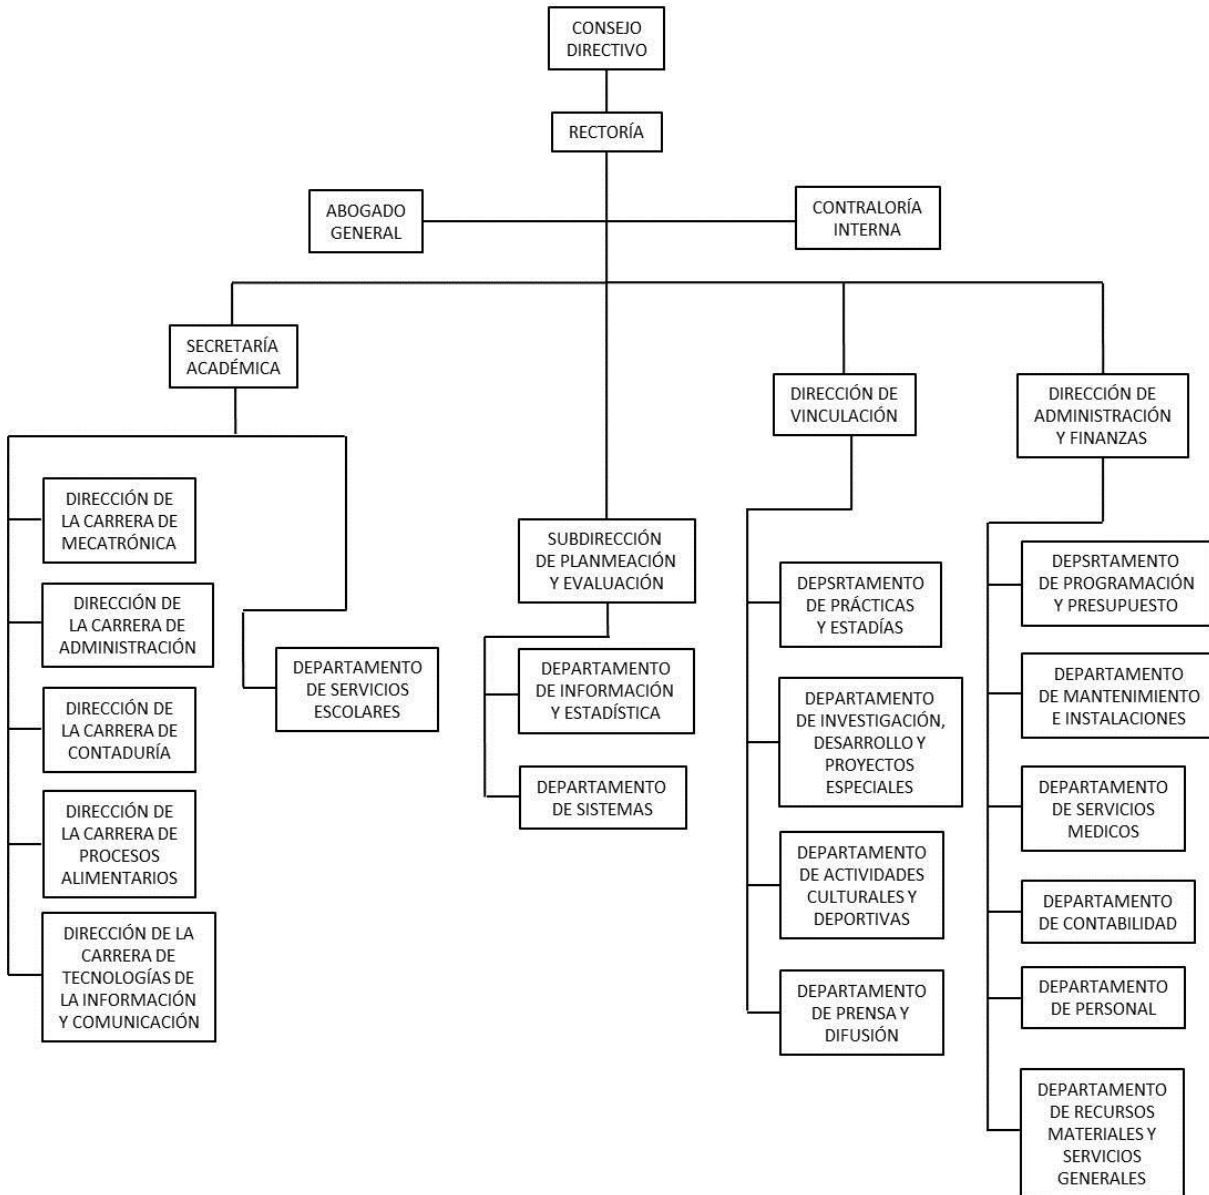 CONSEJO
DIRECTIVO
RECTORÍA
ABOGADO
GENERAL
CONTRALORÍA
INTERNA
SECRETARÍA
ACADÉMICA
DIRECCIÓN DE
LA CARRERA DE
MECATRÓNICA
DIRECCIÓN DE
LA CARRERA DE
ADMINISTRACIÓN
DIRECCIÓN DE
LA CARRERA DE
CONTADURÍA
DIRECCIÓN DE
LA CARRERA DE
PROCESOS
ALIMENTARIOS
DIRECCIÓN DE LA
CARRERA DE
TECNOLOGÍAS DE
LA INFORMACIÓN
Y COMUNICACIÓN
DEPARTAMENTO
DE SERVICIOS
ESCOLARES
SUBDIRECCIÓN
DE PLANMEACIÓN
Y EVALUACIÓN
DEPARTAMENTO
DE INFORMACIÓN
Y ESTADÍSTICA
DEPARTAMENTO
DE SISTEMAS
DIRECCIÓN DE
VINCULACIÓN
DEPSRTAMENTO
DE PRÁCTICAS
Y ESTADÍAS
DEPARTAMENTO
DE INVESTIGACIÓN,
DESARROLLO Y
PROYECTOS
ESPECIALES
DEPARTAMENTO
DE ACTIVIDADES
CULTURALES Y
DEPORTIVAS
DEPARTAMENTO
DE PRENSA Y
DIFUSIÓN
DIRECCIÓN DE
ADMINISTRACIÓN
Y FINANZAS
DEPSRTAMENTO
DE PROGRAMACIÓN
Y PRESUPUESTO
DEPARTAMENTO
DE MANTENIMIENTO
E INSTALACIONES
DEPARTAMENTO
DE SERVICIOS
MEDICOS
DEPARTAMENTO
DE CONTABILIDAD
DEPARTAMENTO
DE PERSONAL
DEPARTAMENTO
DE RECURSOS
MATERIALES Y
SERVICIOS
GENERALES